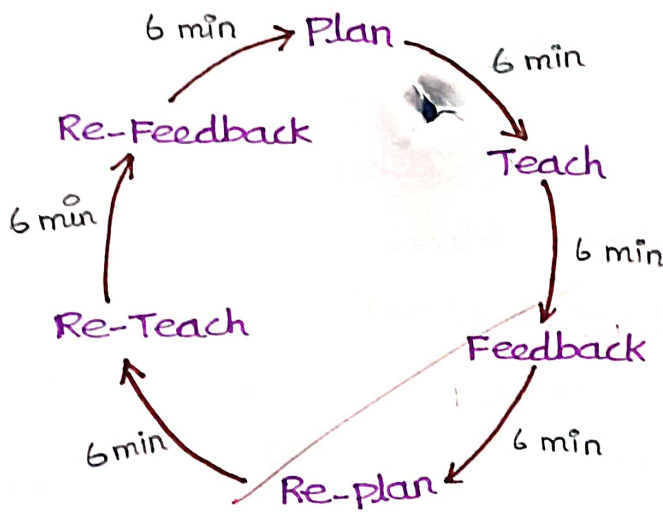 Plan
6 min
Teach
6 min
Feedback
6 min
Re-plan
6 min
Re-Teach
6 min
Re-Feedback
6 min